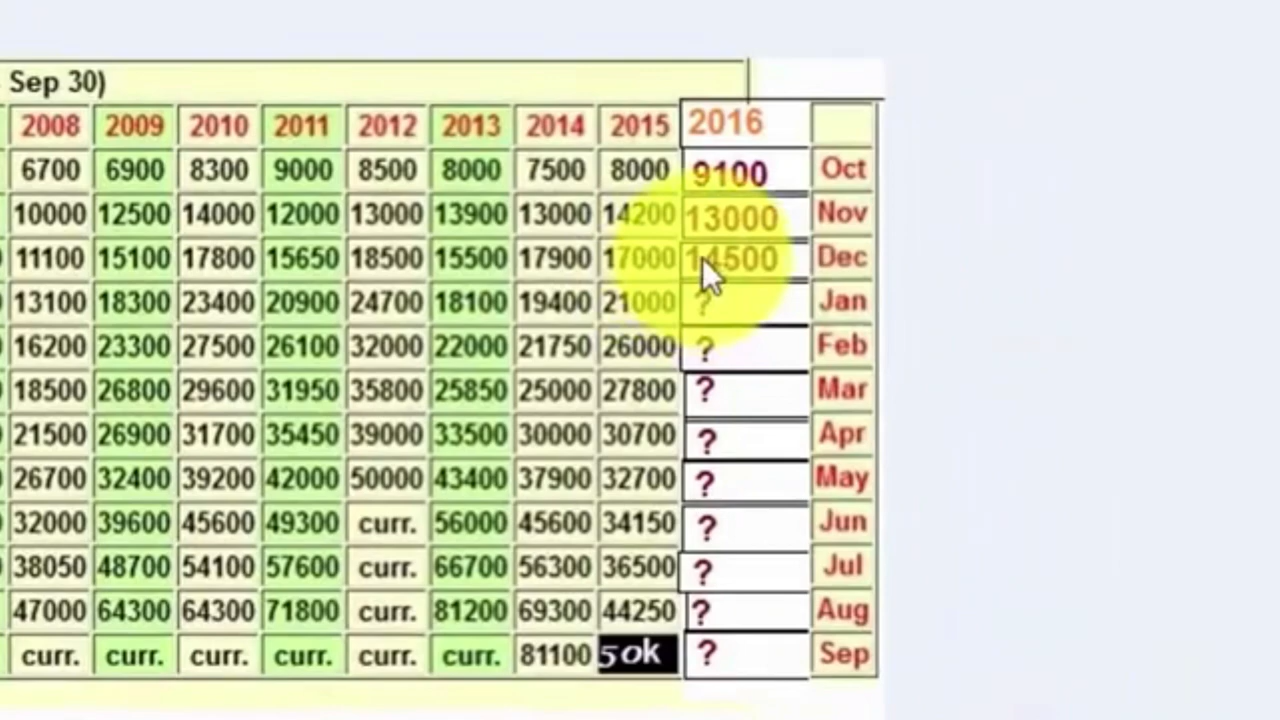 Sep 30)
2008 2009 2010 2011 2012 2013 2014 2015 2016
6700 6900 8300 9000 8500 8000 7500 8000 9100 Oct
10000 12500 14000 12000 13000 13900 13000 14200 13000 Nov
11100 15100 17800 15650 18500 15500 17900 17000 14500 Dec
13100 18300 23400 20900 24700 18100 19400 21000 ? Jan
16200 23300 27500 26100 32000 22000 21750 26000 ? Feb
18500 26800 29600 31950 35800 25850 25000 27800 ? Mar
21500 26900 31700 35450 39000 33500 30000 30700 ? Apr
26700 32400 39200 42000 50000 43400 37900 32700 ? May
32000 39600 45600 49300 curr. 56000 45600 34150 ? Jun
38050 48700 54100 57600 curr. 66700 56300 36500 ? Jul
47000 64300 64300 71800 curr. 81200 69300 44250 ? Aug
curr. curr. curr. curr. curr. curr. 81100 50k ? Sep